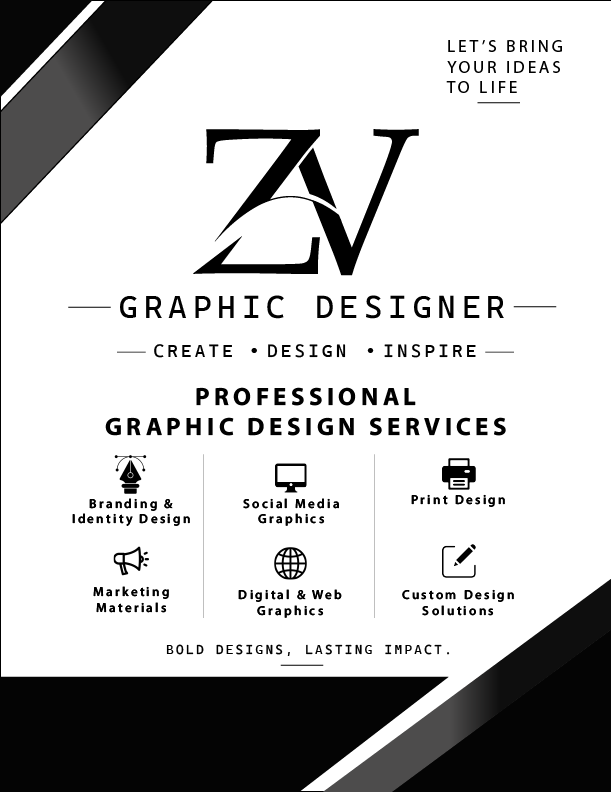 LET'S BRING
YOUR IDEAS
TO LIFE
ZV
GRAPHIC DESIGNER
CREATE • DESIGN • INSPIRE
PROFESSIONAL
GRAPHIC DESIGN SERVICES
Branding &
Identity Design
Social Media
Graphics
Print Design
Marketing
Materials
Digital & Web
Graphics
Custom Design
Solutions
BOLD DESIGNS, LASTING IMPACT.